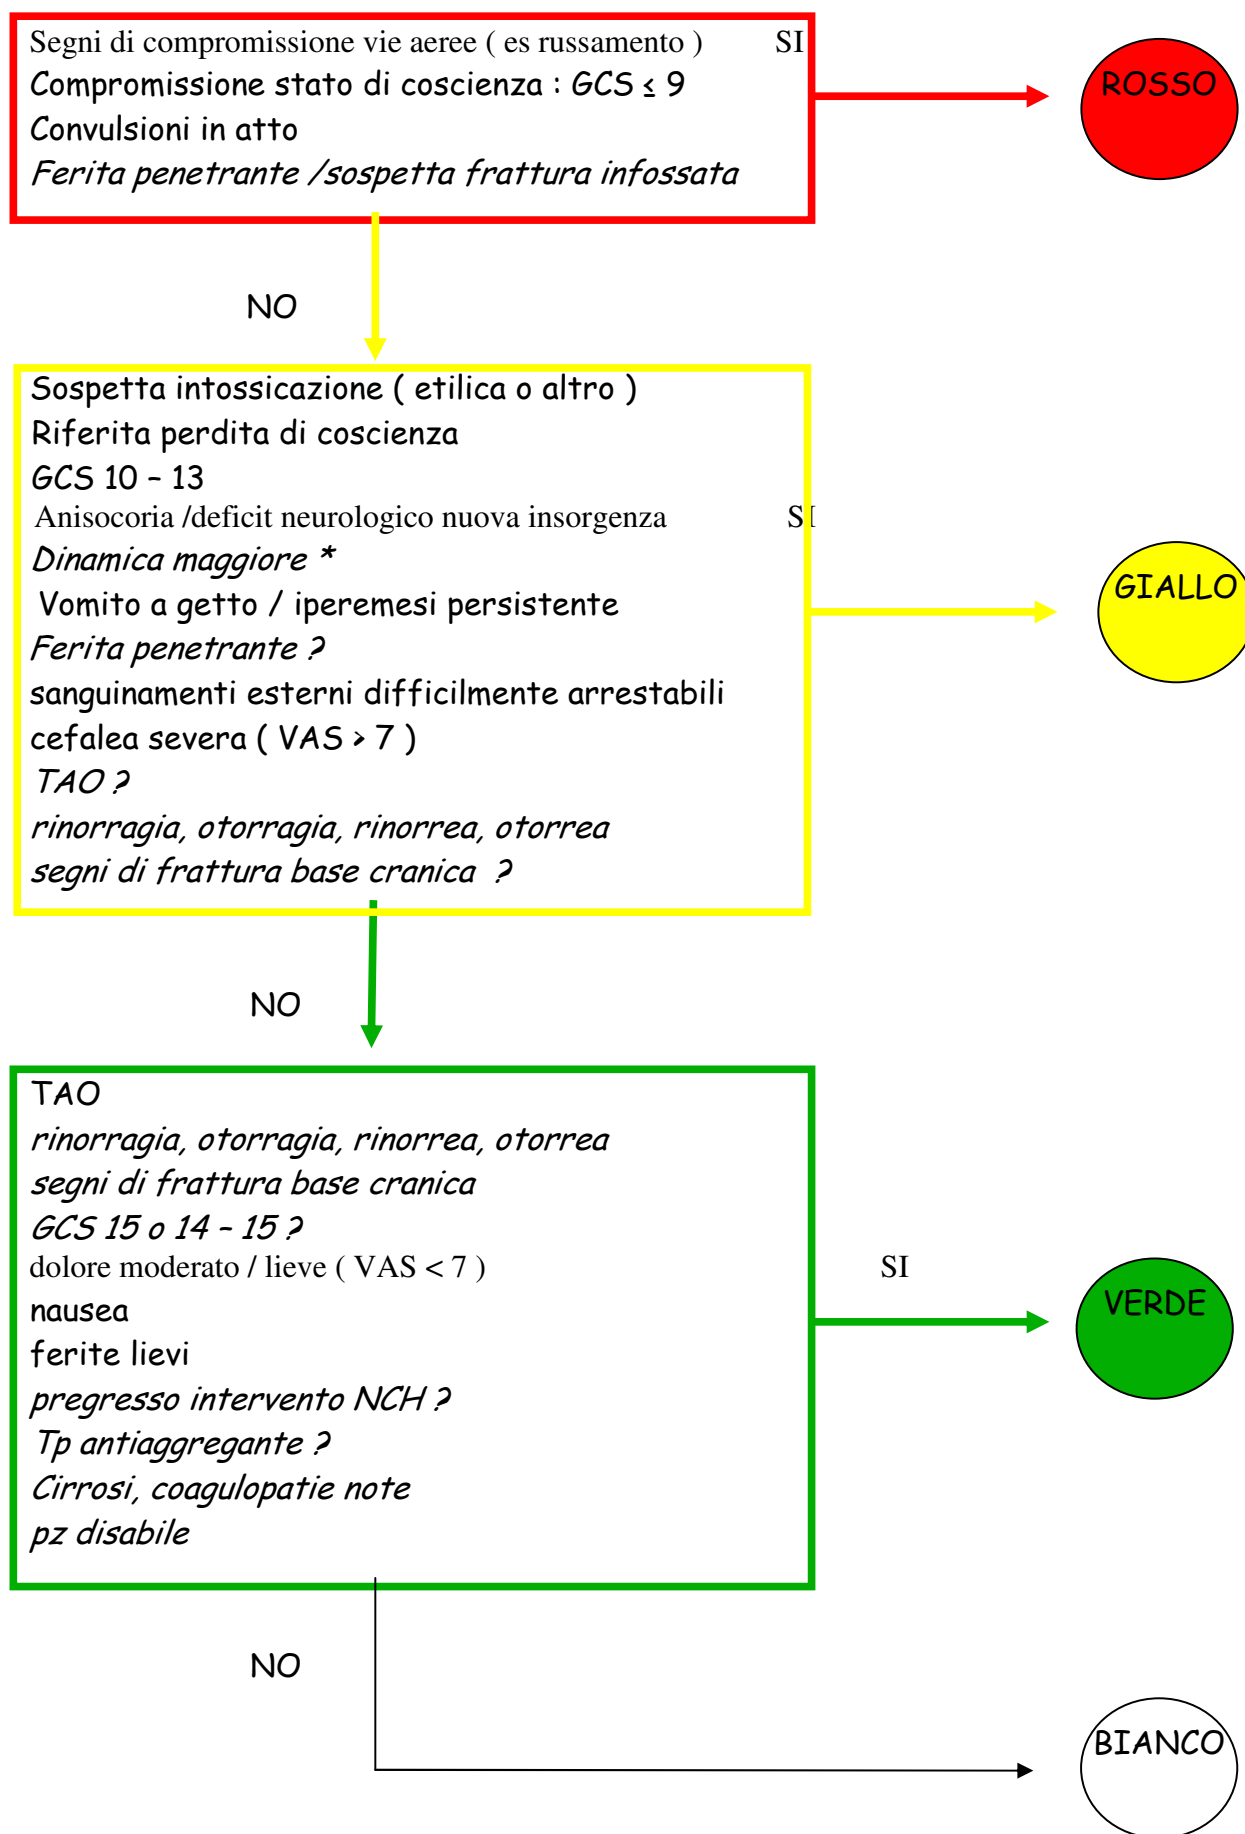 Segni di compromissione vie aeree ( es russamento ) SI
ROSSO
Compromissione stato di coscienza : GCS ≤ 9
Convulsioni in atto
Ferita penetrante /sospetta frattura infossata
NO
Sospetta intossicazione ( etilica o altro )
Riferita perdita di coscienza
GCS 10 – 13
Anisocoria /deficit neurologico nuova insorgenza SI
Dinamica maggiore *
GIALLO
Vomito a getto / iperemesi persistente
Ferita penetrante ?
sanguinamenti esterni difficilmente arrestabili
cefalea severa ( VAS > 7 )
TAO ?
rinorragia, otorragia, rinorrea, otorrea
segni di frattura base cranica ?
NO
TAO
rinorragia, otorragia, rinorrea, otorrea
segni di frattura base cranica
GCS 15 o 14 – 15 ?
dolore moderato / lieve ( VAS < 7 ) SI
nausea
VERDE
ferite lievi
pregresso intervento NCH ?
Tp antiaggregante ?
Cirrosi, coagulopatie note
pz disabile
NO
BIANCO